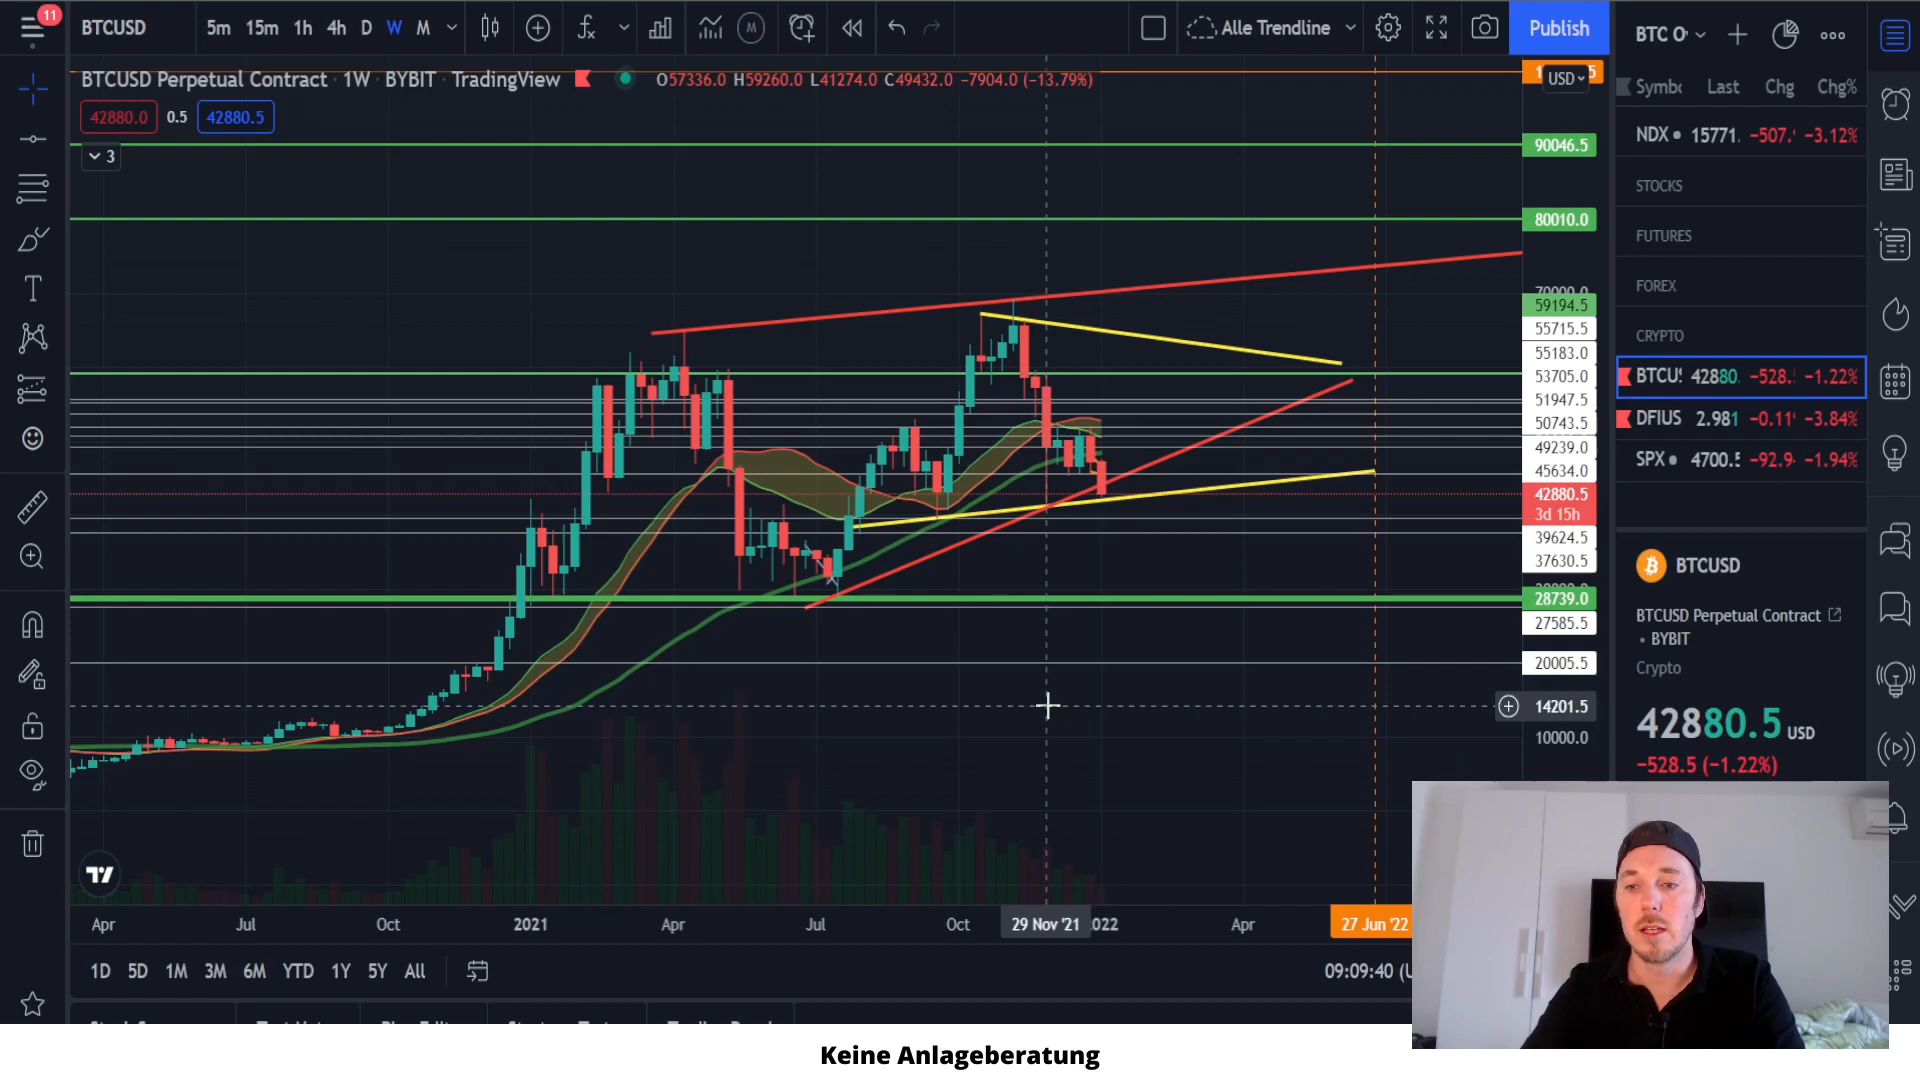 11
BTCUSD 5m 15m 1h 4h D W M
Alle Trendline
Publish
BTCUSD Perpetual Contract · 1W · BYBIT · TradingView O57336.0 H59260.0 L41274.0 C49432.0 −7904.0 (−13.79%)
42880.0 0.5 42880.5
3
USD
90046.5
80010.0
70000.0
59194.5
55715.5
55183.0
53705.0
51947.5
50743.5
49239.0
45634.0
42880.5
3d 15h
39624.5
37630.5
28739.0
27585.5
20005.5
14201.5
10000.0
Apr Jul Oct 2021 Apr Jul Oct 29 Nov '21 2022 Apr 27 Jun '22
1D 5D 1M 3M 6M YTD 1Y 5Y All
09:09:40 (U
BTC
Symbo Last Chg Chg%
NDX 15771. −507. −3.12%
STOCKS
FUTURES
FOREX
CRYPTO
BTCUS 42880. −528. −1.22%
DFIUS 2.981 −0.11 −3.84%
SPX 4700.5 −92.9 −1.94%
BTCUSD
BTCUSD Perpetual Contract
• BYBIT
Crypto
42880.5 USD
−528.5 (−1.22%)
Keine Anlageberatung